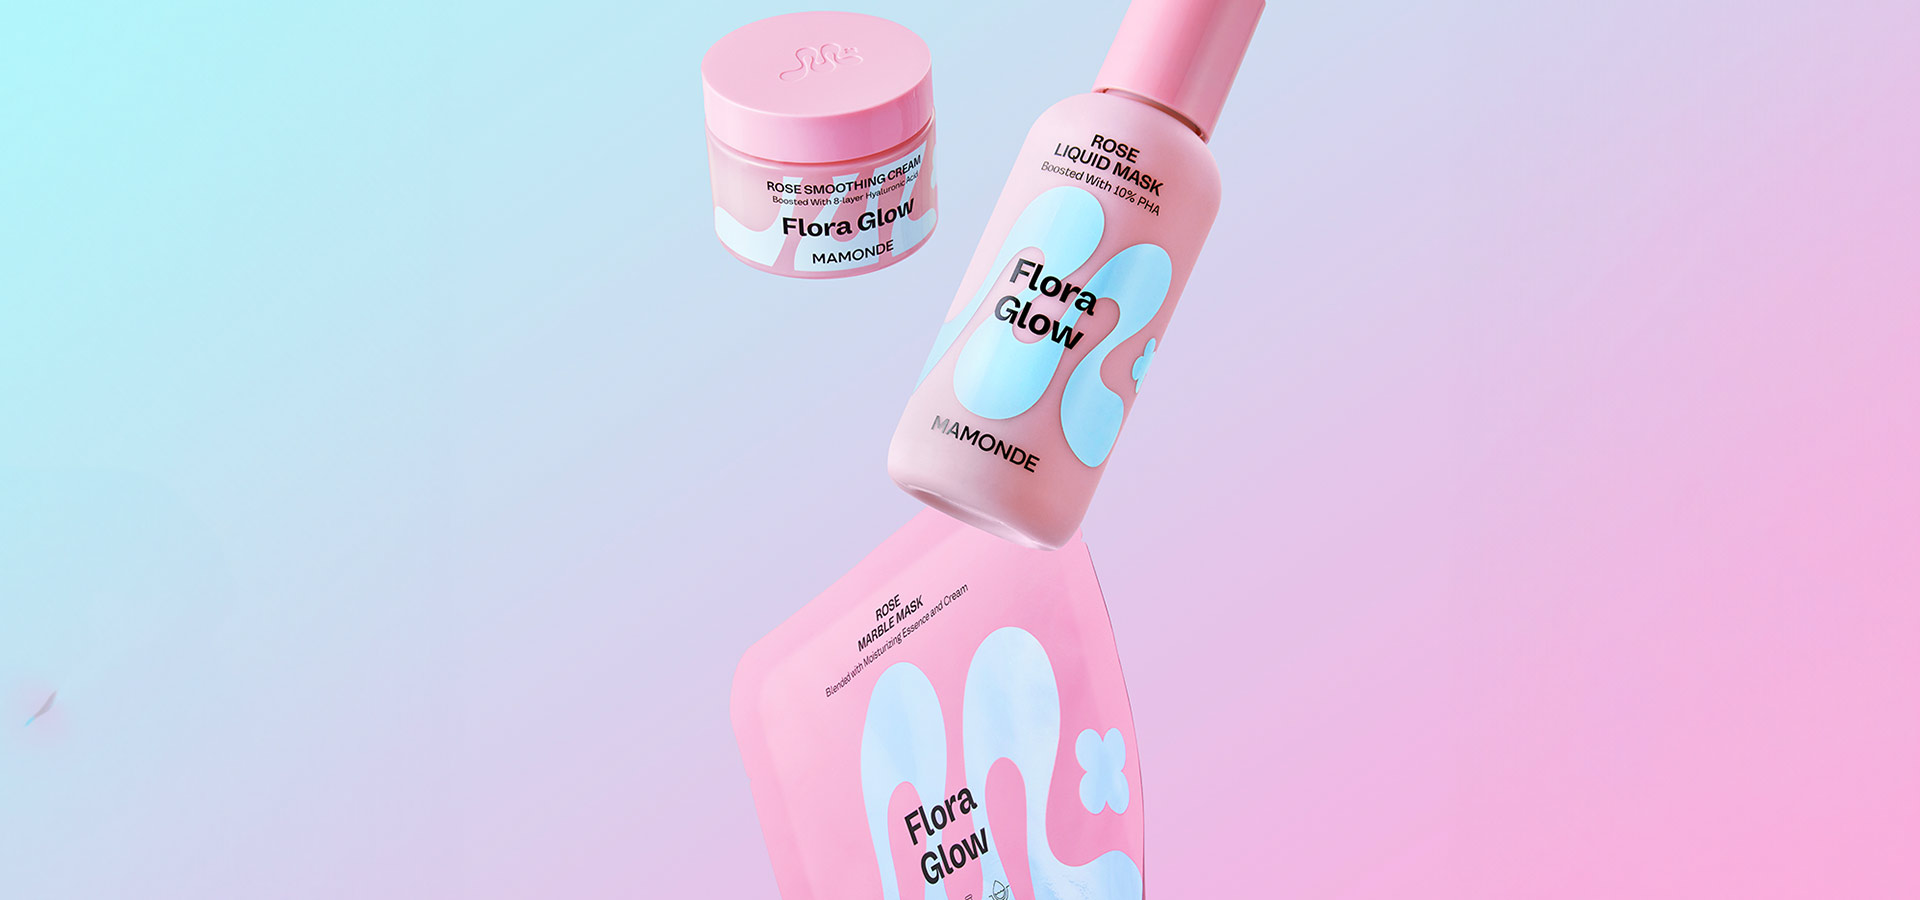 ROSE SMOOTHING CREAM
Boosted With 8-layer Hyaluronic Acid
Flora Glow
MAMONDE
ROSE
LIQUID MASK
Boosted With 10% PHA
Flora
Glow
MAMONDE
ROSE
MARBLE MASK
Blended with Moisturizing Essence and Cream
Flora
Glow